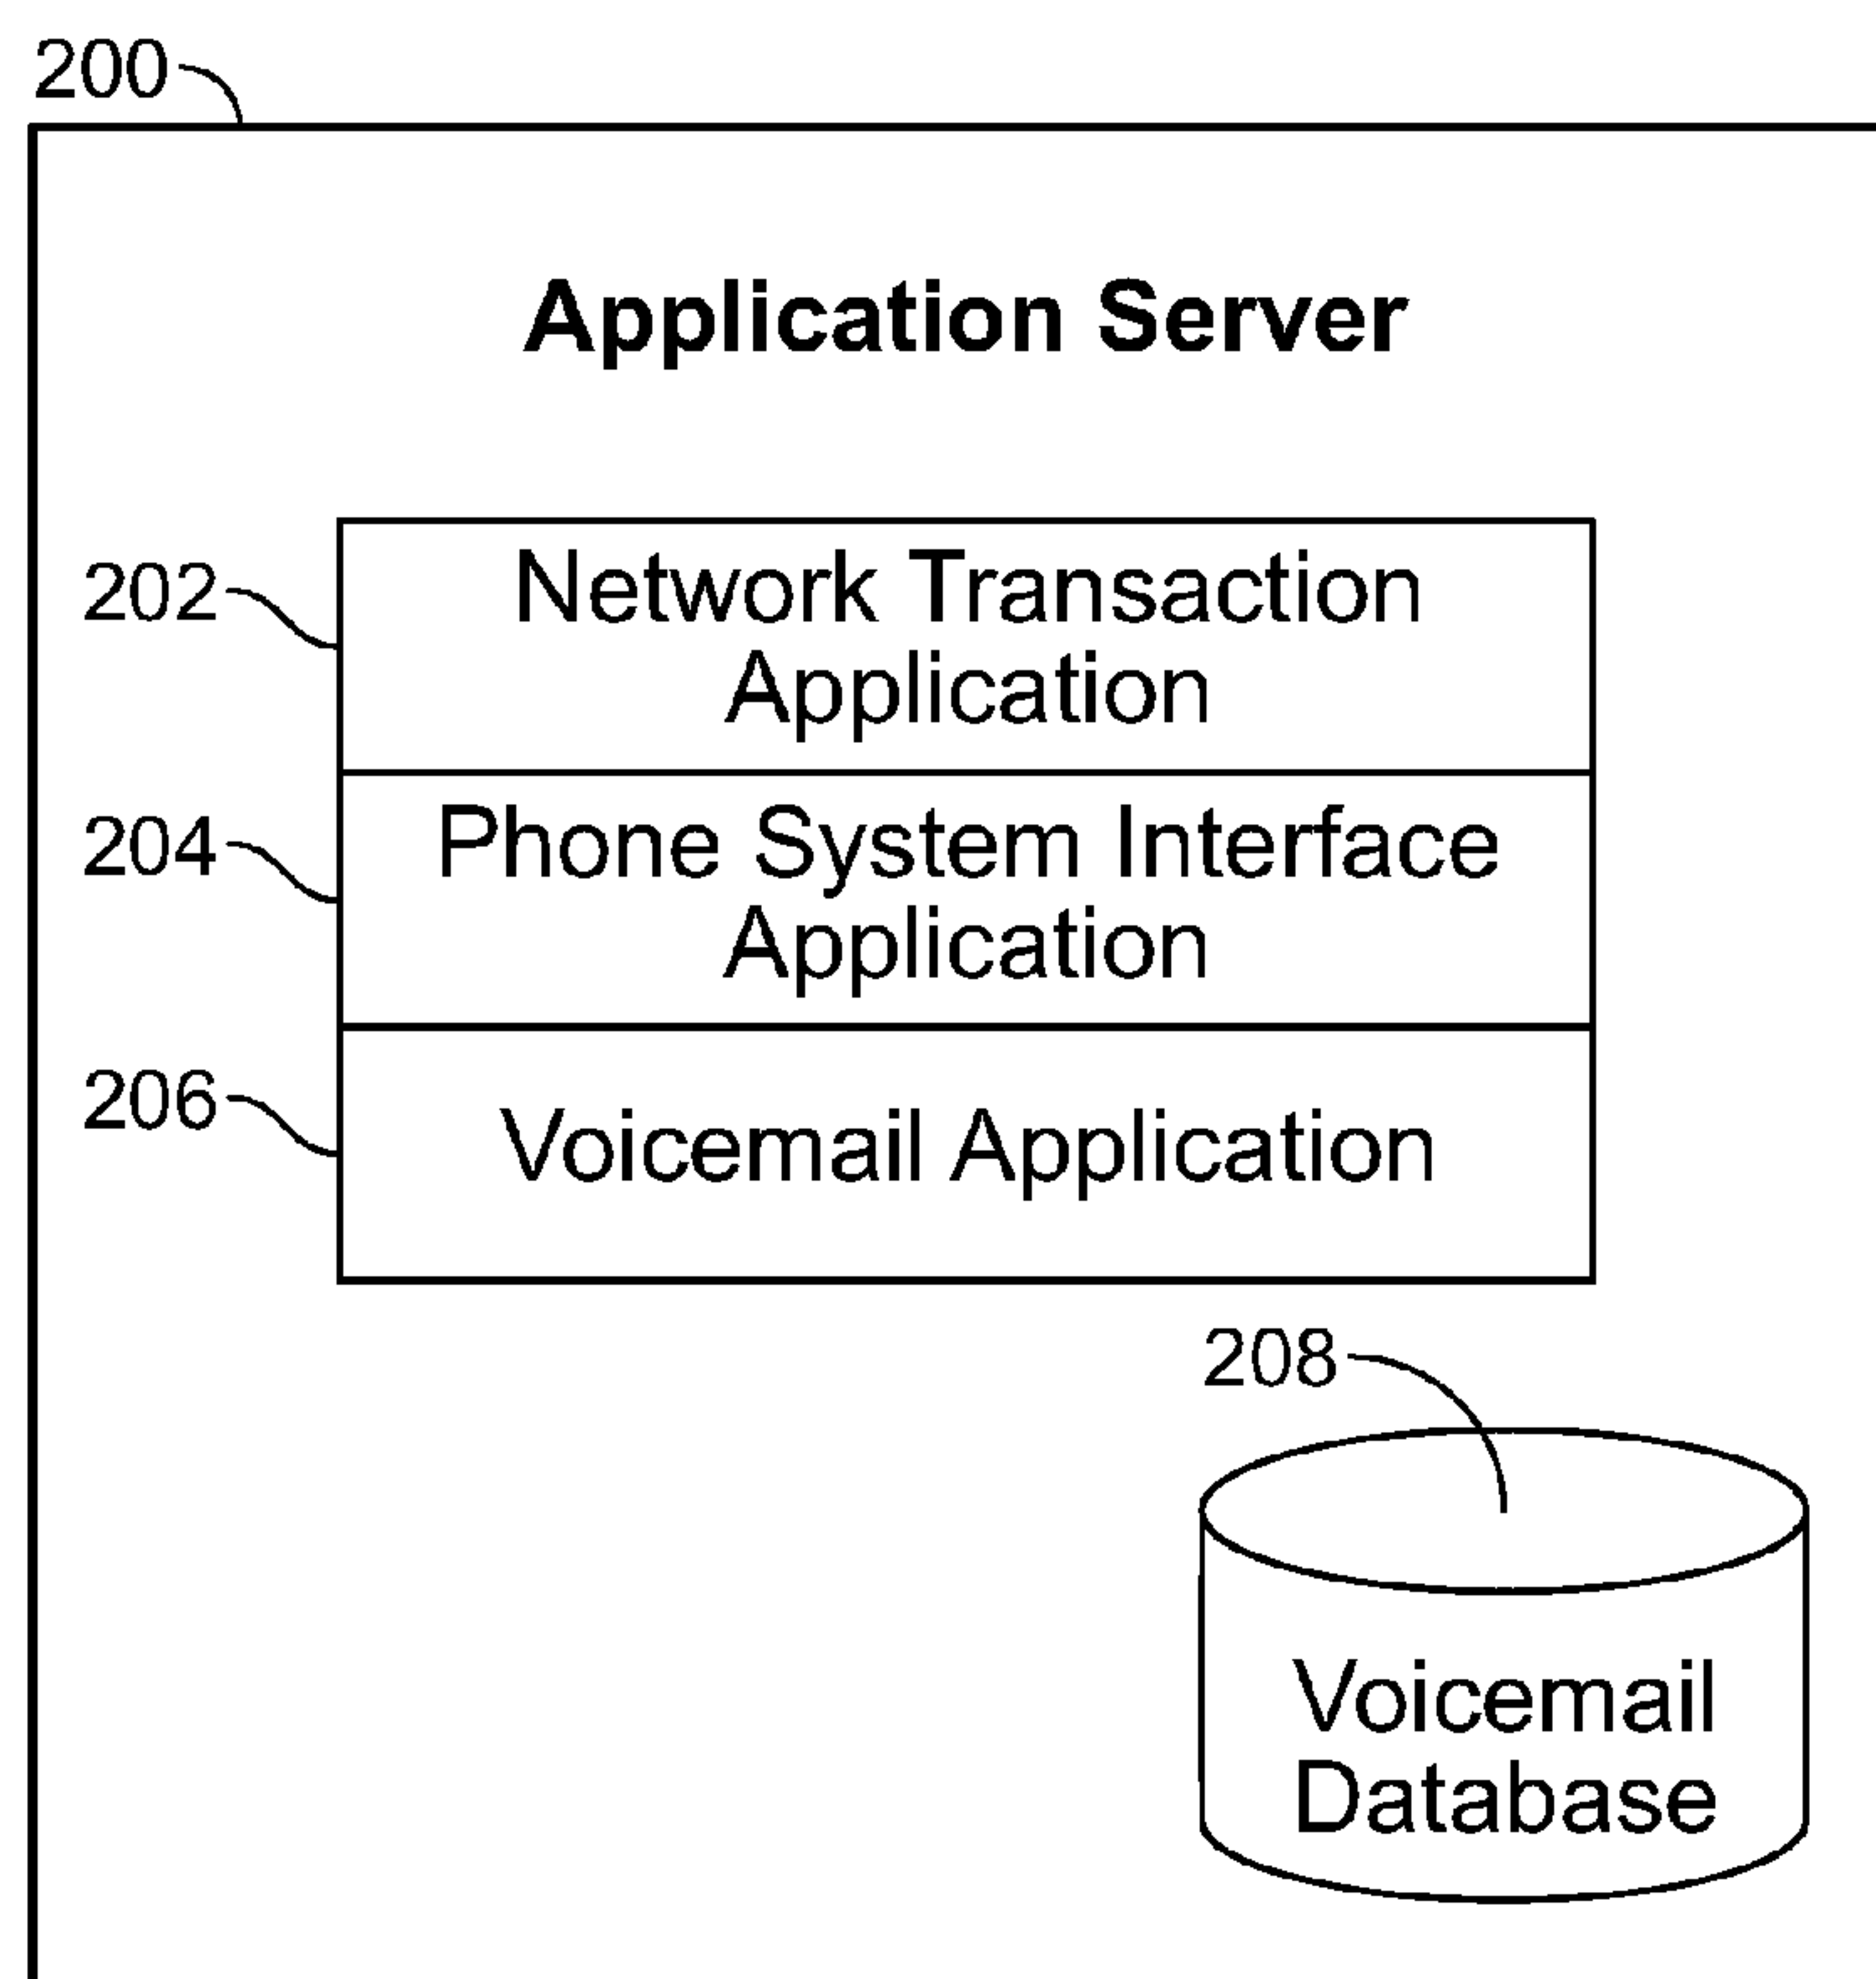 200
Application Server
202
Network Transaction
Application
204
Phone System Interface
Application
206
Voicemail Application
208
Voicemail
Database